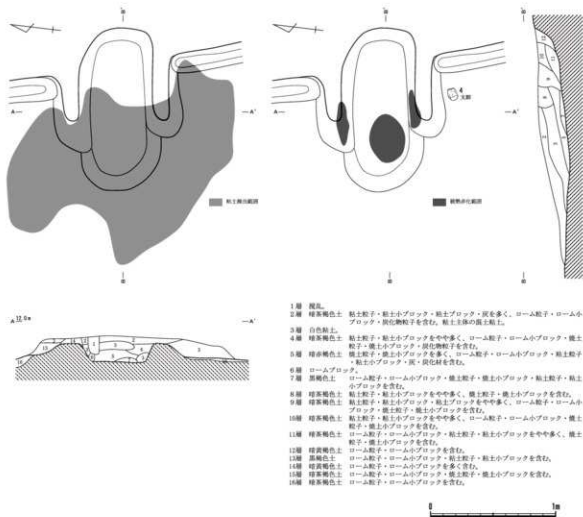 A— —A'
A— —A'
4
支脚
粘土検出範囲
被熱赤化範囲
1層 攪乱。
2層 暗茶褐色土 粘土粒子・粘土小ブロック・粘土ブロック・灰を多く、ローム粒子・ローム小
ブロック・炭化物粒子を含む。粘土主体の混土粘土。
3層 白色粘土。
4層 暗茶褐色土 粘土粒子・粘土小ブロックをやや多く、ローム粒子・ローム小ブロック・焼土
粒子・焼土小ブロック・炭化物粒子を含む。
5層 暗赤褐色土 焼土粒子・焼土小ブロックを多く、ローム粒子・ローム小ブロック・粘土粒子
・粘土小ブロック・灰・炭化材を含む。
6層 ロームブロック。
7層 黒褐色土 ローム粒子・ローム小ブロック・焼土粒子・焼土小ブロック・粘土粒子・粘土
小ブロックを含む。
8層 暗茶褐色土 粘土粒子・粘土小ブロックをやや多く、焼土粒子・焼土小ブロックを含む。
9層 暗茶褐色土 粘土粒子・粘土小ブロック・粘土ブロックをやや多く、ローム粒子・ローム小
ブロック・焼土粒子・焼土小ブロックを含む。
10層 暗茶褐色土 粘土粒子・粘土小ブロックをやや多く、ローム粒子・ローム小ブロック・焼土
粒子・焼土小ブロックを含む。
11層 暗茶褐色土 ローム粒子・ローム小ブロック・粘土粒子・粘土小ブロックをやや多く、焼土
粒子・焼土小ブロックを含む。
12層 暗黄褐色土 ローム粒子・ローム小ブロックを含む。
13層 黒褐色土 ローム粒子・ローム小ブロック・粘土粒子・粘土小ブロックを含む。
14層 暗黄褐色土 ローム粒子・ローム小ブロックを多く含む。
15層 暗茶褐色土 ローム粒子・ローム小ブロック・焼土粒子・焼土小ブロックを含む。
16層 暗茶褐色土 ローム粒子・ローム小ブロックを含む。
0 1m